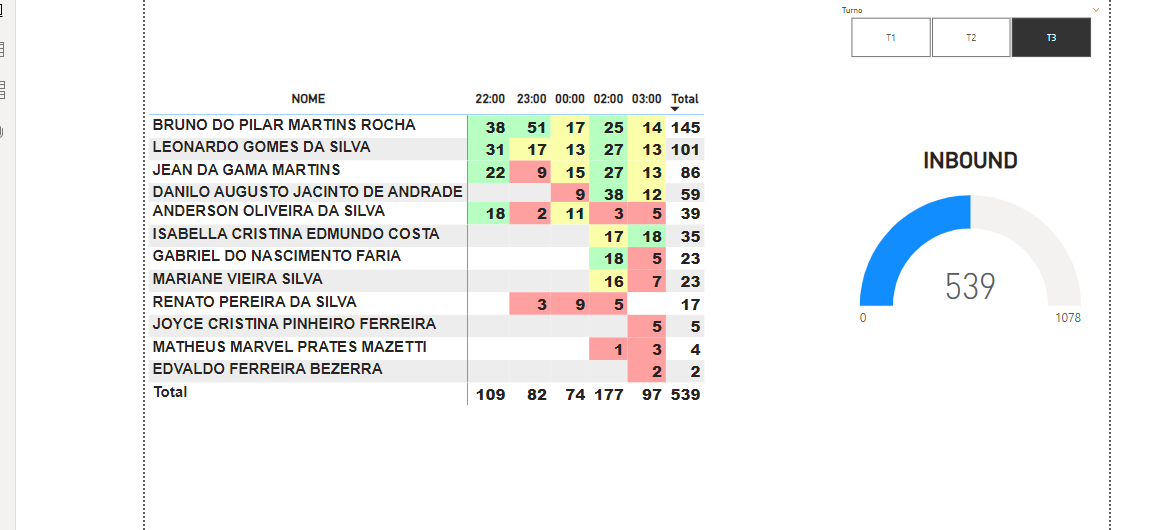 Turno
T1 T2 T3
NOME 22:00 23:00 00:00 02:00 03:00 Total
BRUNO DO PILAR MARTINS ROCHA 38 51 17 25 14 145
LEONARDO GOMES DA SILVA 31 17 13 27 13 101
JEAN DA GAMA MARTINS 22 9 15 27 13 86
DANILO AUGUSTO JACINTO DE ANDRADE 9 38 12 59
ANDERSON OLIVEIRA DA SILVA 18 2 11 3 5 39
ISABELLA CRISTINA EDMUNDO COSTA 17 18 35
GABRIEL DO NASCIMENTO FARIA 18 5 23
MARIANE VIEIRA SILVA 16 7 23
RENATO PEREIRA DA SILVA 3 9 5 17
JOYCE CRISTINA PINHEIRO FERREIRA 5 5
MATHEUS MARVEL PRATES MAZETTI 1 3 4
EDVALDO FERREIRA BEZERRA 2 2
Total 109 82 74 177 97 539
INBOUND
539
0 1078